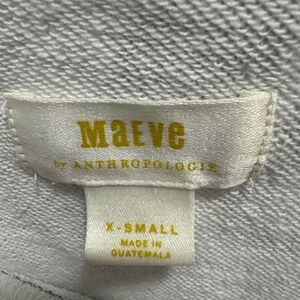 Maeve
by ANTHROPOLOGIE
X-SMALL
MADE IN
GUATEMALA